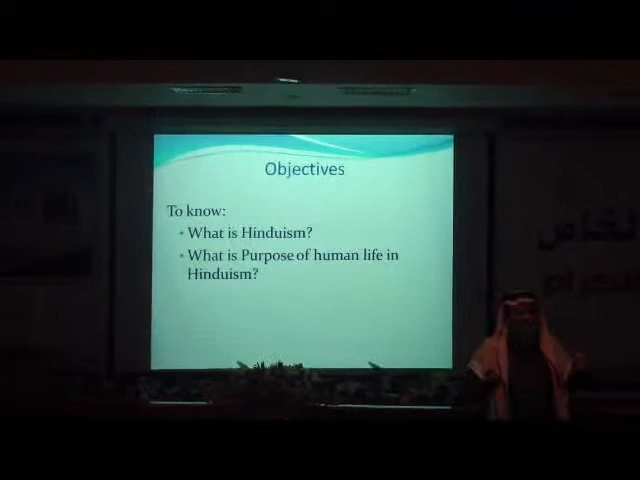 Objectives
To know:
• What is Hinduism?
• What is Purpose of human life in
Hinduism?